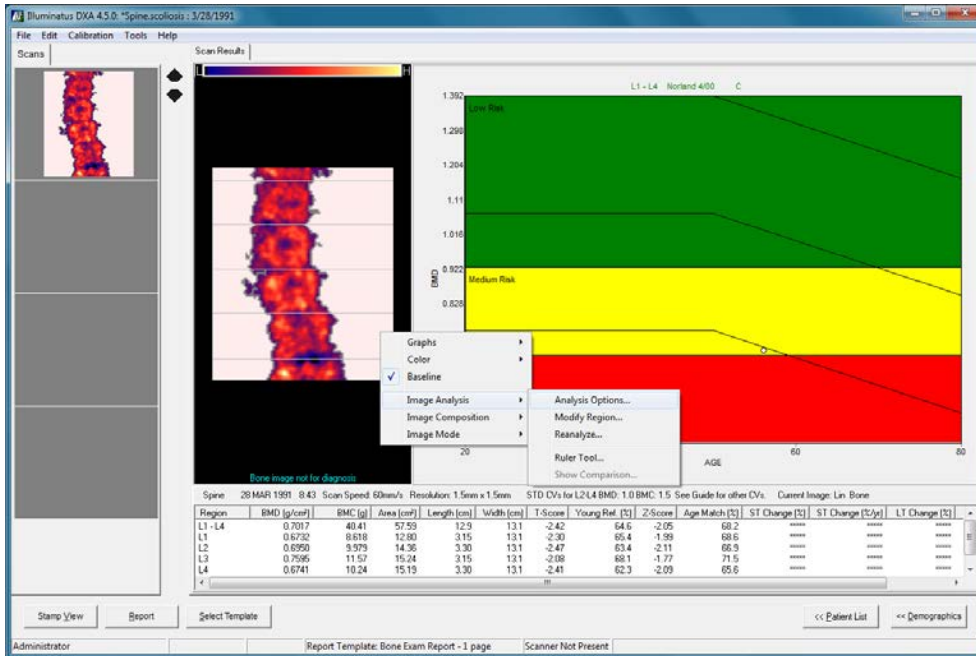 Illuminatus DXA 4.5.0: *Spine.scoliosis : 3/28/1991
File Edit Calibration Tools Help
Scans
Scan Results
L H
L1 - L4 Norland 4/00 C
1.392
1.298
1.204
1.11
1.016
0.922
0.828
BMD
Low Risk
Medium Risk
20 60 80
AGE
Graphs
Color
Baseline
Image Analysis
Image Composition
Image Mode
Analysis Options...
Modify Region...
Reanalyze...
Ruler Tool...
Show Comparison...
Bone image not for diagnosis
Spine 28 MAR 1991 8:43 Scan Speed: 60mm/s Resolution: 1.5mm x 1.5mm STD CVs for L2-L4 BMD: 1.0 BMC: 1.5 See Guide for other CVs. Current Image: Lin Bone
Region BMD (g/cm²) BMC (g) Area (cm²) Length (cm) Width (cm) T-Score Young Ref. (%) Z-Score Age Match (%) ST Change (%) ST Change (%/yr) LT Change (%)
L1 - L4 0.7017 40.41 57.59 12.9 13.1 -2.42 64.6 -2.05 68.2 ***** ***** *****
L1 0.6732 8.618 12.80 3.15 13.1 -2.30 65.4 -1.99 68.6 ***** ***** *****
L2 0.6950 9.979 14.36 3.30 13.1 -2.47 63.4 -2.11 66.9 ***** ***** *****
L3 0.7595 11.57 15.24 3.15 13.1 -2.08 68.1 -1.77 71.5 ***** ***** *****
L4 0.6741 10.24 15.19 3.30 13.1 -2.41 62.3 -2.09 65.6 ***** ***** *****
Stamp View Report Select Template << Patient List << Demographics
Administrator Report Template: Bone Exam Report - 1 page Scanner Not Present